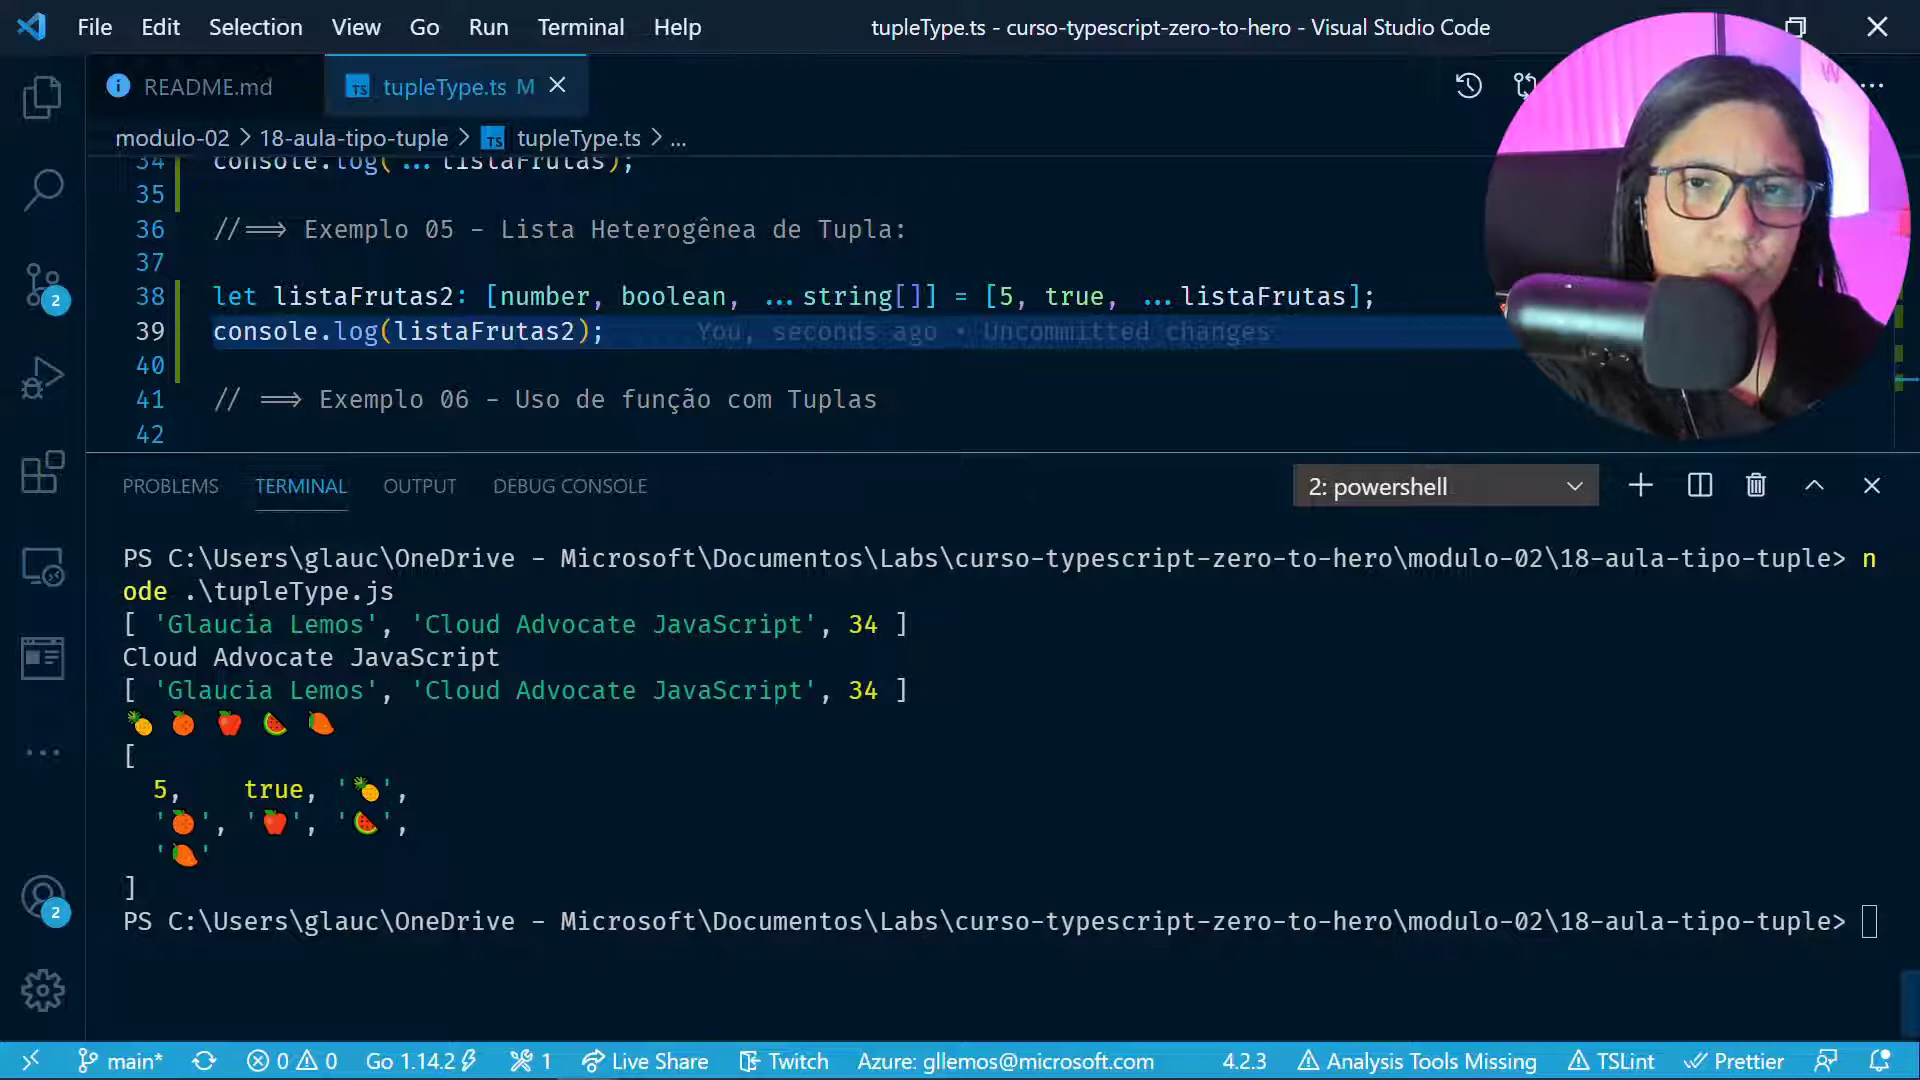 File Edit Selection View Go Run Terminal Help tupleType.ts - curso-typescript-zero-to-hero - Visual Studio Code
README.md tupleType.ts M
modulo-02 > 18-aula-tipo-tuple > TS tupleType.ts > ...
34 console.log(...listaFrutas);
35
36 //==> Exemplo 05 - Lista Heterogênea de Tupla:
37
38 let listaFrutas2: [number, boolean, ...string[]] = [5, true, ...listaFrutas];
39 console.log(listaFrutas2); You, seconds ago • Uncommitted changes
40
41 // ==> Exemplo 06 - Uso de função com Tuplas
42
PROBLEMS TERMINAL OUTPUT DEBUG CONSOLE 2: powershell
PS C:\Users\glauc\OneDrive - Microsoft\Documentos\Labs\curso-typescript-zero-to-hero\modulo-02\18-aula-tipo-tuple> n
ode .\tupleType.js
[ 'Glaucia Lemos', 'Cloud Advocate JavaScript', 34 ]
Cloud Advocate JavaScript
[ 'Glaucia Lemos', 'Cloud Advocate JavaScript', 34 ]
🍍 🍊 🍎 🍉 🥭
[
5, true, '🍍',
'🍊', '🍎', '🍉',
'🥭'
]
PS C:\Users\glauc\OneDrive - Microsoft\Documentos\Labs\curso-typescript-zero-to-hero\modulo-02\18-aula-tipo-tuple>
main* 0 0 Go 1.14.2 1 Live Share Twitch Azure: gllemos@microsoft.com 4.2.3 Analysis Tools Missing TSLint Prettier
2
2